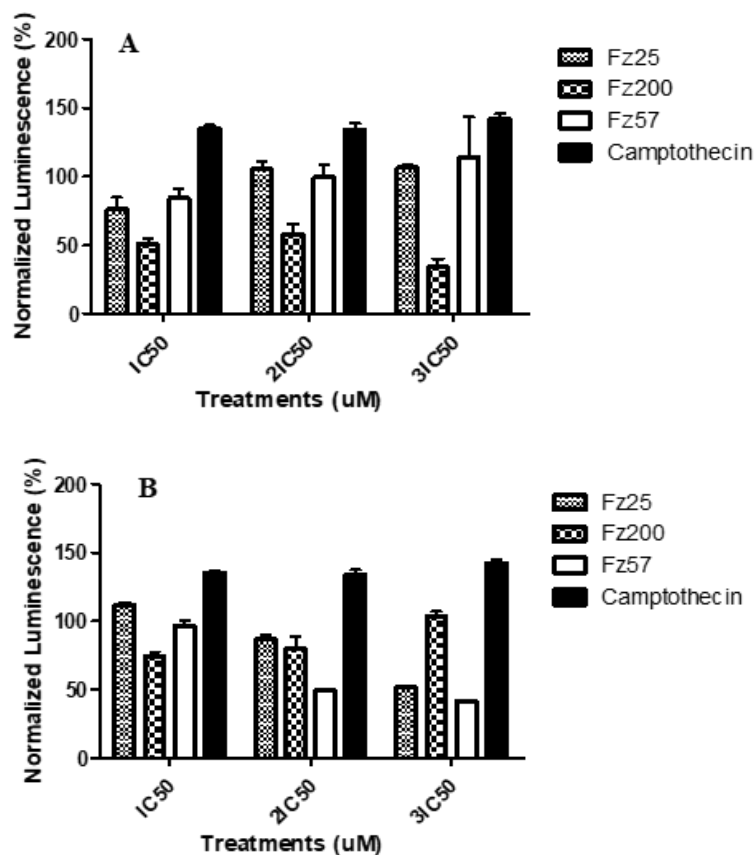 A
Normalized Luminescence (%)
200
150
100
50
0
IC50
2IC50
3IC50
Treatments (uM)
Fz25
Fz200
Fz57
Camptothecin
B
Normalized Luminescence (%)
200
150
100
50
0
IC50
2IC50
3IC50
Treatments (uM)
Fz25
Fz200
Fz57
Camptothecin